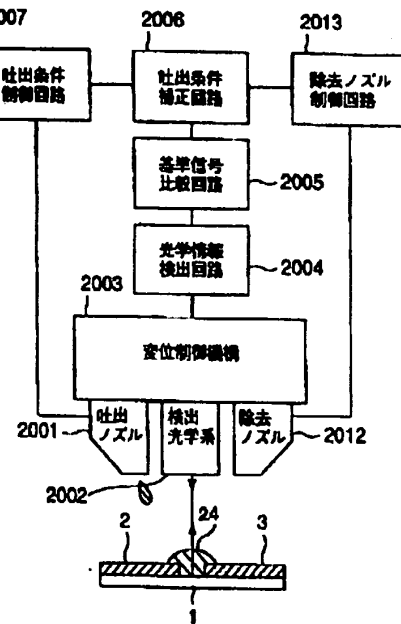 2007
2006
2013
吐出条件
制御回路
吐出条件
補正回路
除去ノズル
制御回路
基準信号
比較回路
2005
光学情報
検出回路
2004
2003
変位制御機構
吐出
ノズル
検出
光学系
除去
ノズル
2001
2012
2002
2
24
3
1